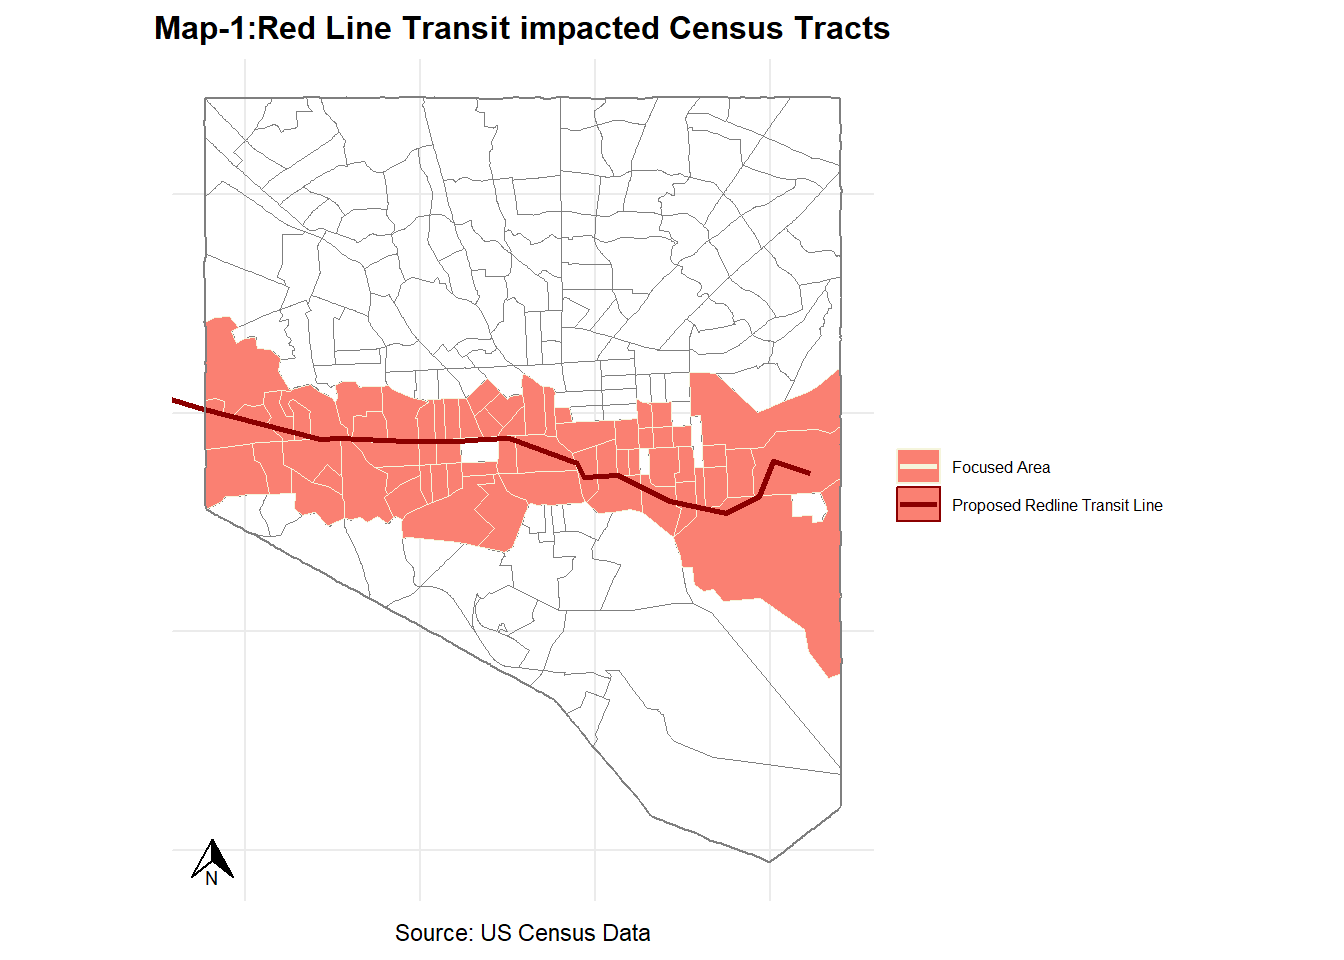 Map-1:Red Line Transit impacted Census Tracts
Focused Area
Proposed Redline Transit Line
N
Source: US Census Data